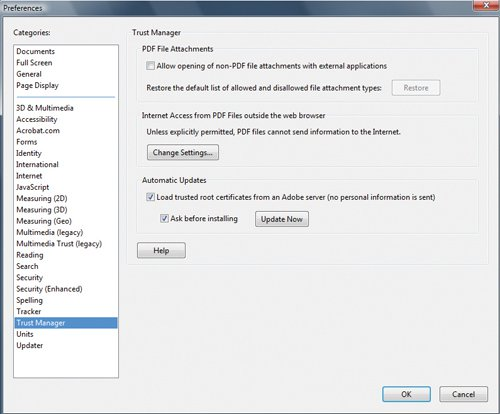 Preferences
Categories:
Documents
Full Screen
General
Page Display
3D & Multimedia
Accessibility
Acrobat.com
Forms
Identity
International
Internet
JavaScript
Measuring (2D)
Measuring (3D)
Measuring (Geo)
Multimedia (legacy)
Multimedia Trust (legacy)
Reading
Search
Security
Security (Enhanced)
Spelling
Tracker
Trust Manager
Units
Updater
Trust Manager
PDF File Attachments
Allow opening of non-PDF file attachments with external applications
Restore the default list of allowed and disallowed file attachment types: Restore
Internet Access from PDF Files outside the web browser
Unless explicitly permitted, PDF files cannot send information to the Internet.
Change Settings...
Automatic Updates
Load trusted root certificates from an Adobe server (no personal information is sent)
Ask before installing Update Now
Help
OK Cancel